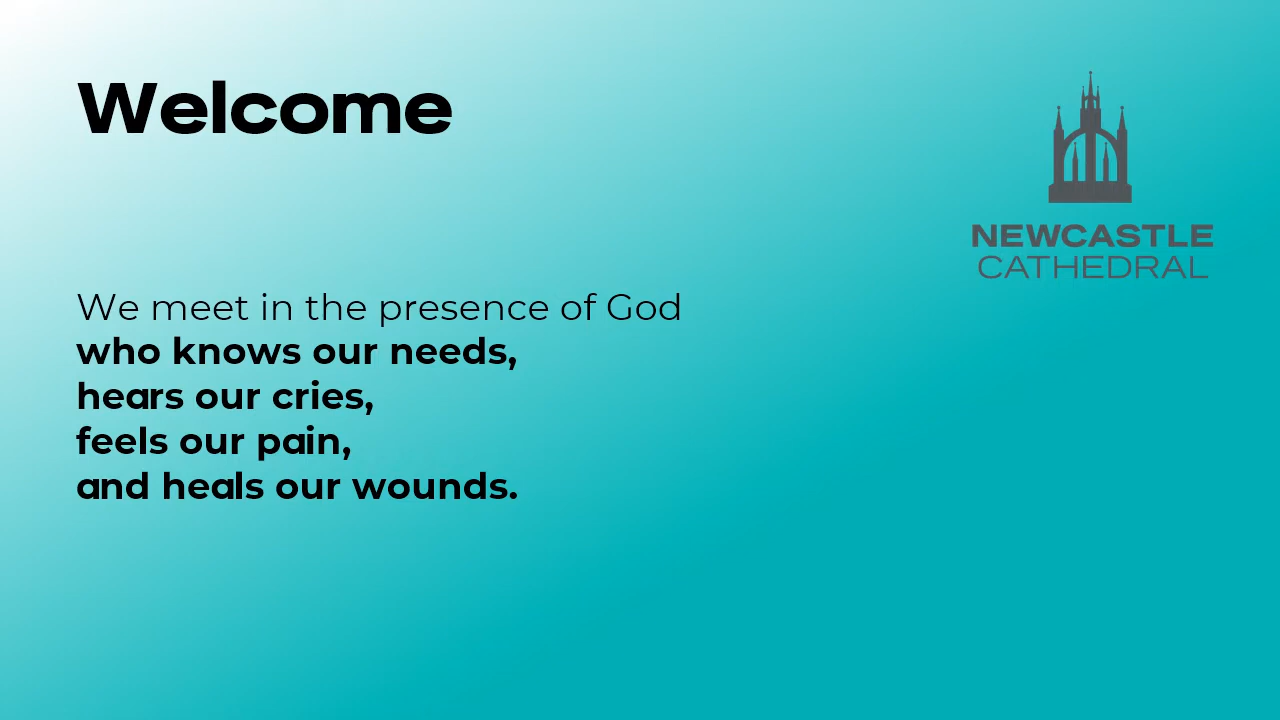 Welcome
NEWCASTLE
CATHEDRAL
We meet in the presence of God
who knows our needs,
hears our cries,
feels our pain,
and heals our wounds.